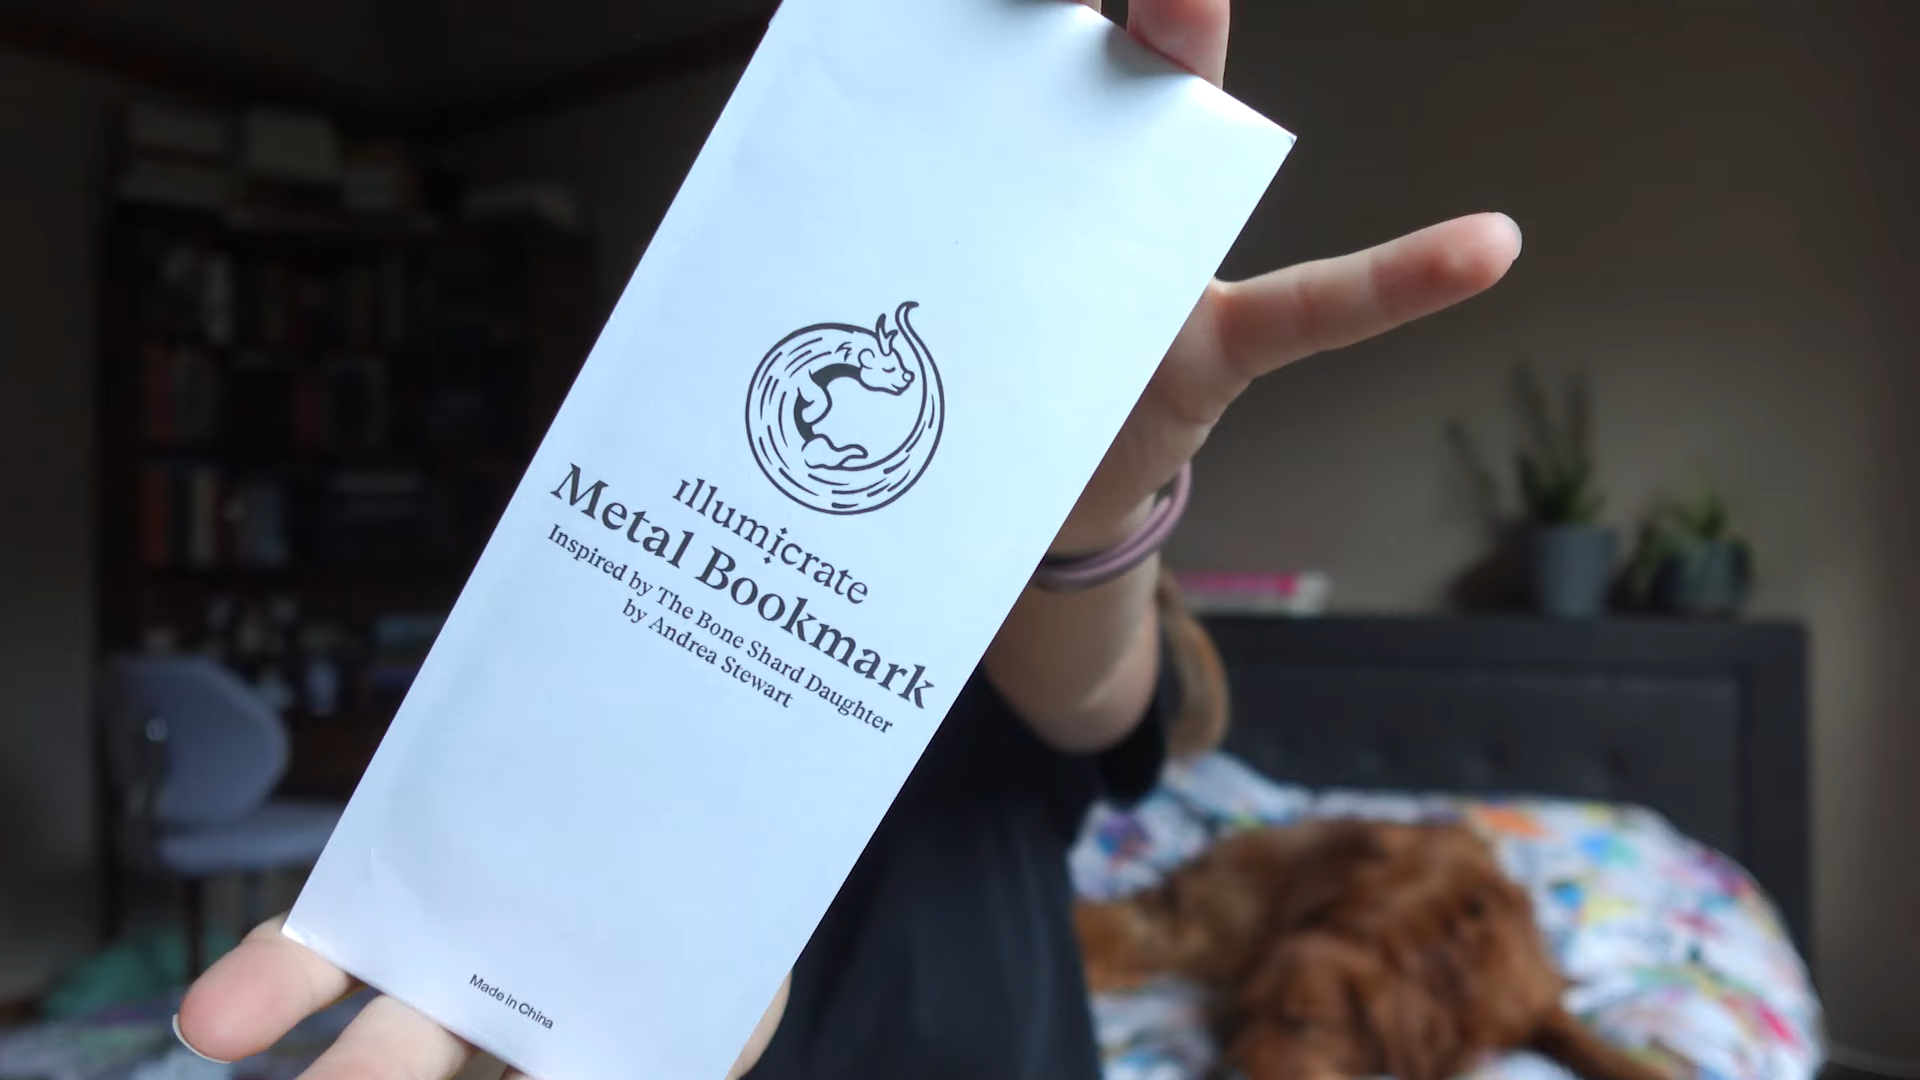 illumicrate
Metal Bookmark
Inspired by The Bone Shard Daughter
by Andrea Stewart
Made in China